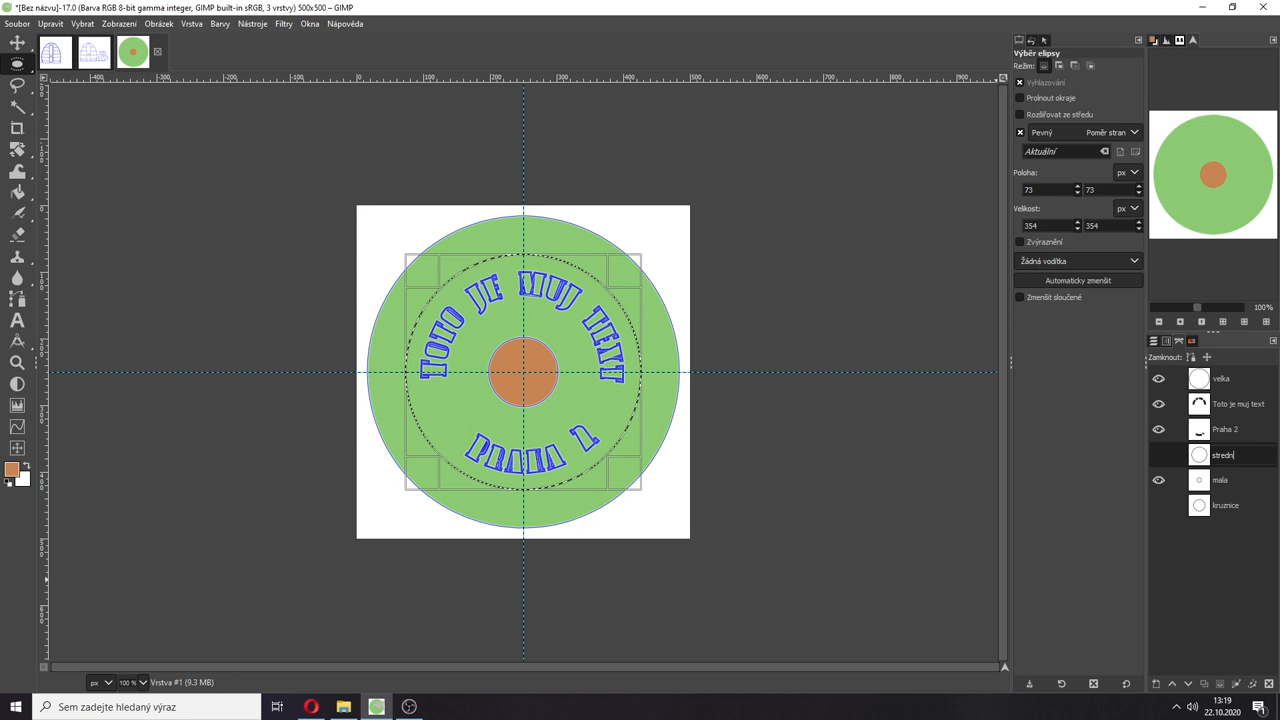 *[Bez názvu]-17.0 (Barva RGB 8-bit gamma integer, GIMP built-in sRGB, 3 vrstvy) 500x500 – GIMP
Soubor Upravit Vybrat Zobrazení Obrázek Vrstva Barvy Nástroje Filtry Okna Nápověda
Výběr elipsy
Režim:
Vyhlazování
Prolnout okraje
Rozšiřovat ze středu
Pevný Poměr stran
Aktuální
Poloha: px
73 73
Velikost: px
354 354
Zvýraznění
Žádná vodítka
Automaticky zmenšit
Zmenšit sloučené
100%
Zamknout:
velka
Toto je muj text
Praha 2
stredn
mala
kruznice
TOTO JE MUJ TEXT
PRAHA 2
px 100 % Vrstva #1 (9.3 MB)
Sem zadejte hledaný výraz
13:19
22.10.2020